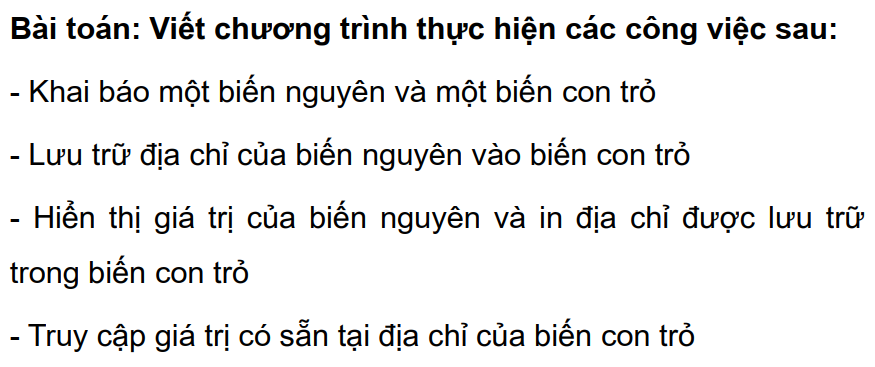 Bài toán: Viết chương trình thực hiện các công việc sau:
- Khai báo một biến nguyên và một biến con trỏ
- Lưu trữ địa chỉ của biến nguyên vào biến con trỏ
- Hiển thị giá trị của biến nguyên và in địa chỉ được lưu trữ
trong biến con trỏ
- Truy cập giá trị có sẵn tại địa chỉ của biến con trỏ